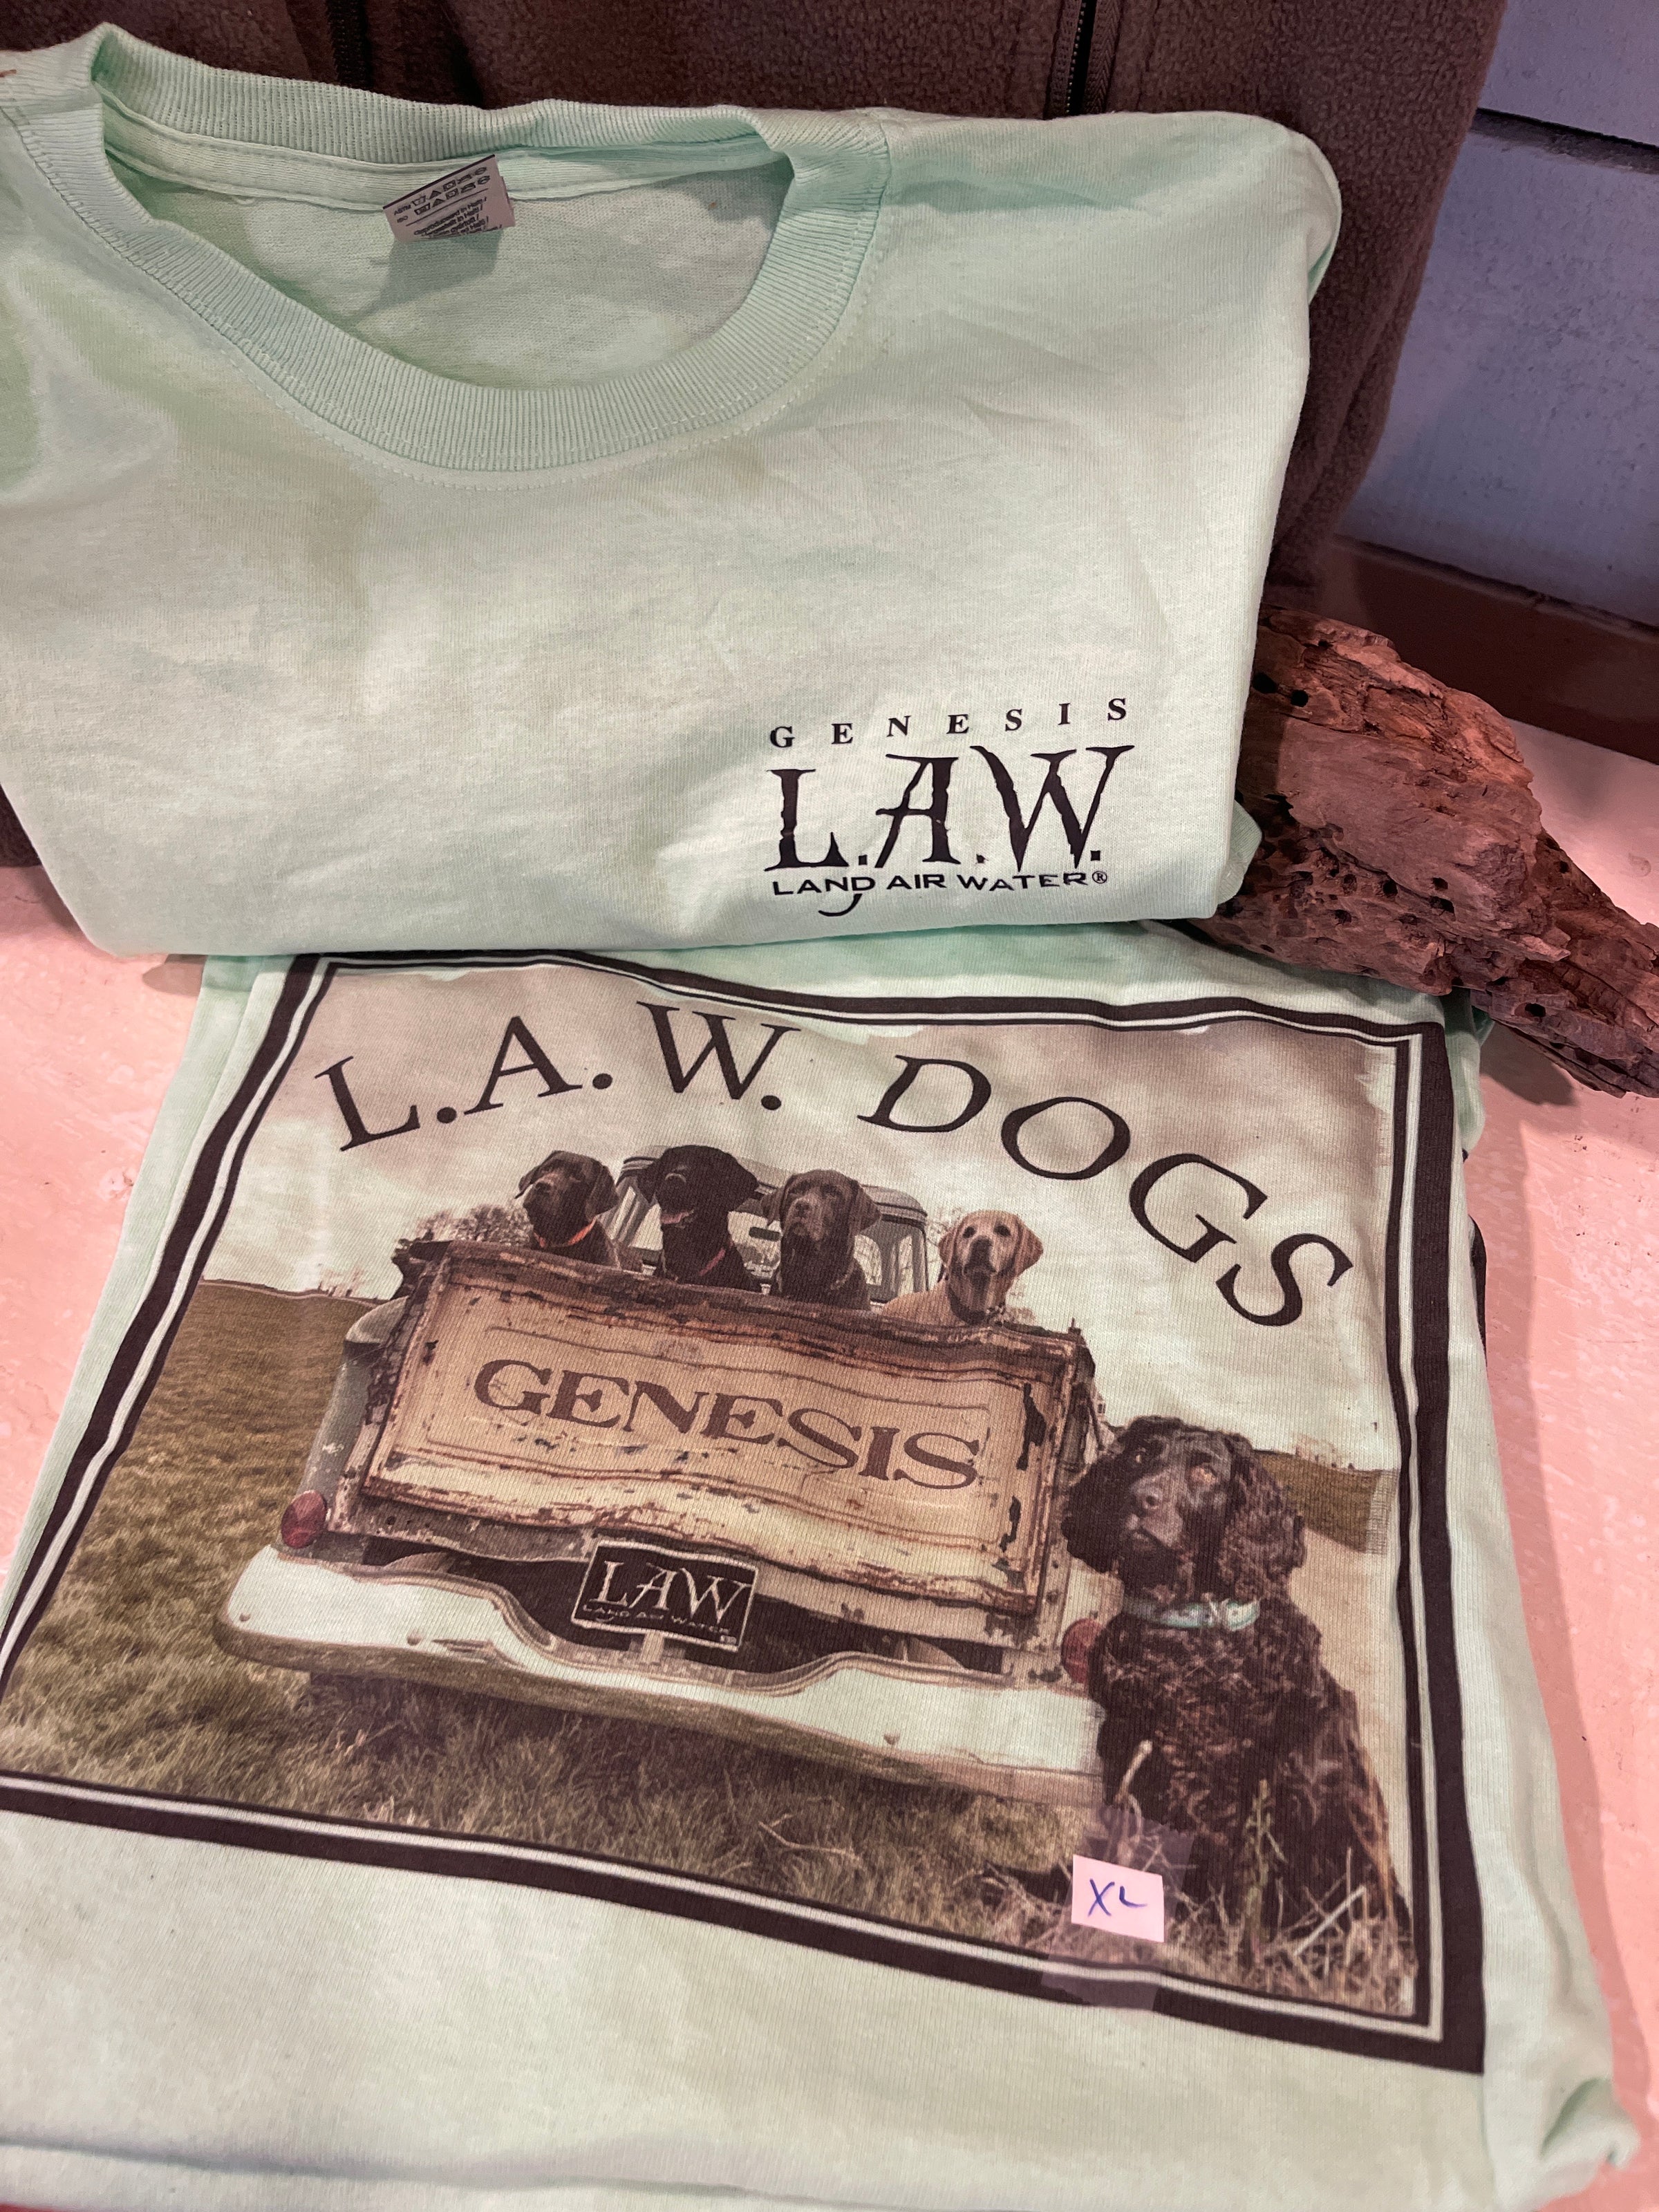 GENESIS
L.A.W.
LAND AIR WATER®
L.A.W. DOGS
GENESIS
LAW
LAND AIR WATER
XL